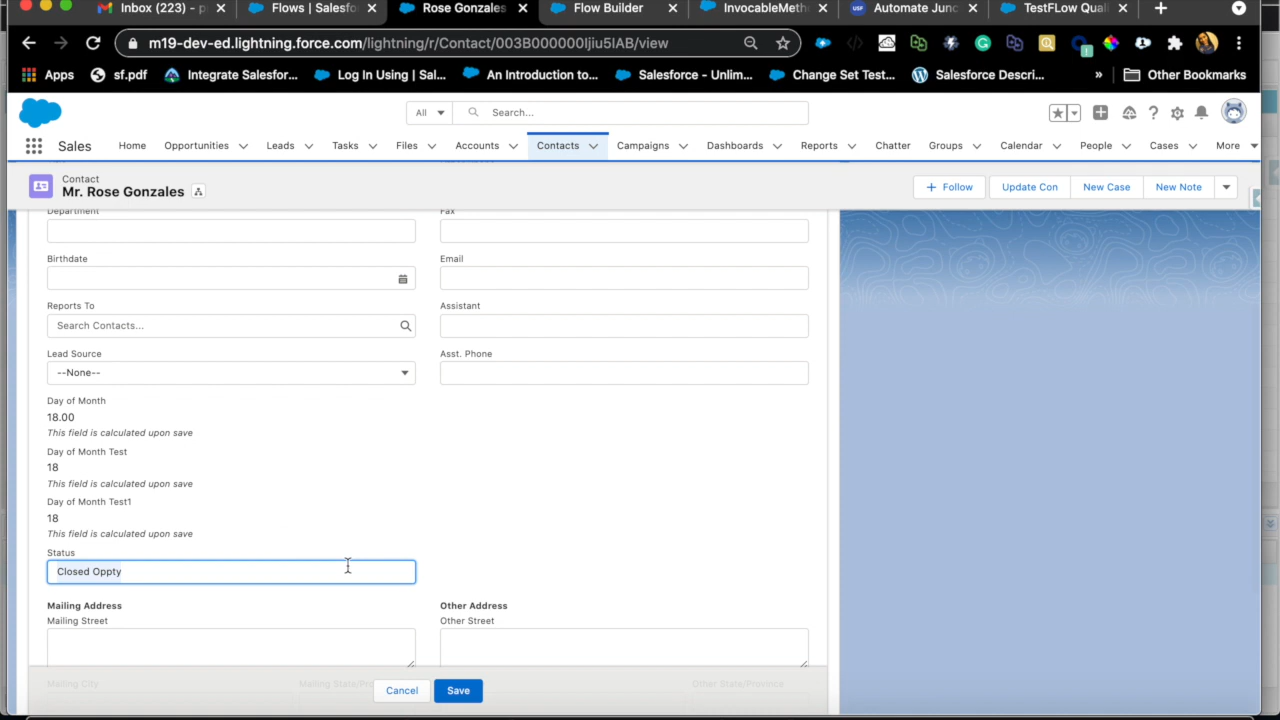 Inbox (223) – p
Flows | Salesfo
Rose Gonzales
Flow Builder
InvocableMeth
Automate Junc
TestFLow Quali
m19-dev-ed.lightning.force.com/lightning/r/Contact/003B000000Ijiu5IAB/view
Apps
sf.pdf
Integrate Salesfor...
Log In Using | Sal...
An Introduction to...
Salesforce - Unlim...
Change Set Test...
Salesforce Descri...
»
Other Bookmarks
All
Search...
Sales
Home
Opportunities
Leads
Tasks
Files
Accounts
Contacts
Campaigns
Dashboards
Reports
Chatter
Groups
Calendar
People
Cases
More
Contact
Mr. Rose Gonzales
Follow
Update Con
New Case
New Note
Department
Fax
Birthdate
Email
Reports To
Search Contacts...
Assistant
Lead Source
--None--
Asst. Phone
Day of Month
18.00
This field is calculated upon save
Day of Month Test
18
This field is calculated upon save
Day of Month Test1
18
This field is calculated upon save
Status
Closed Oppty
Mailing Address
Other Address
Mailing Street
Other Street
Mailing City
Mailing State/Pro
Other State/Province
Cancel
Save